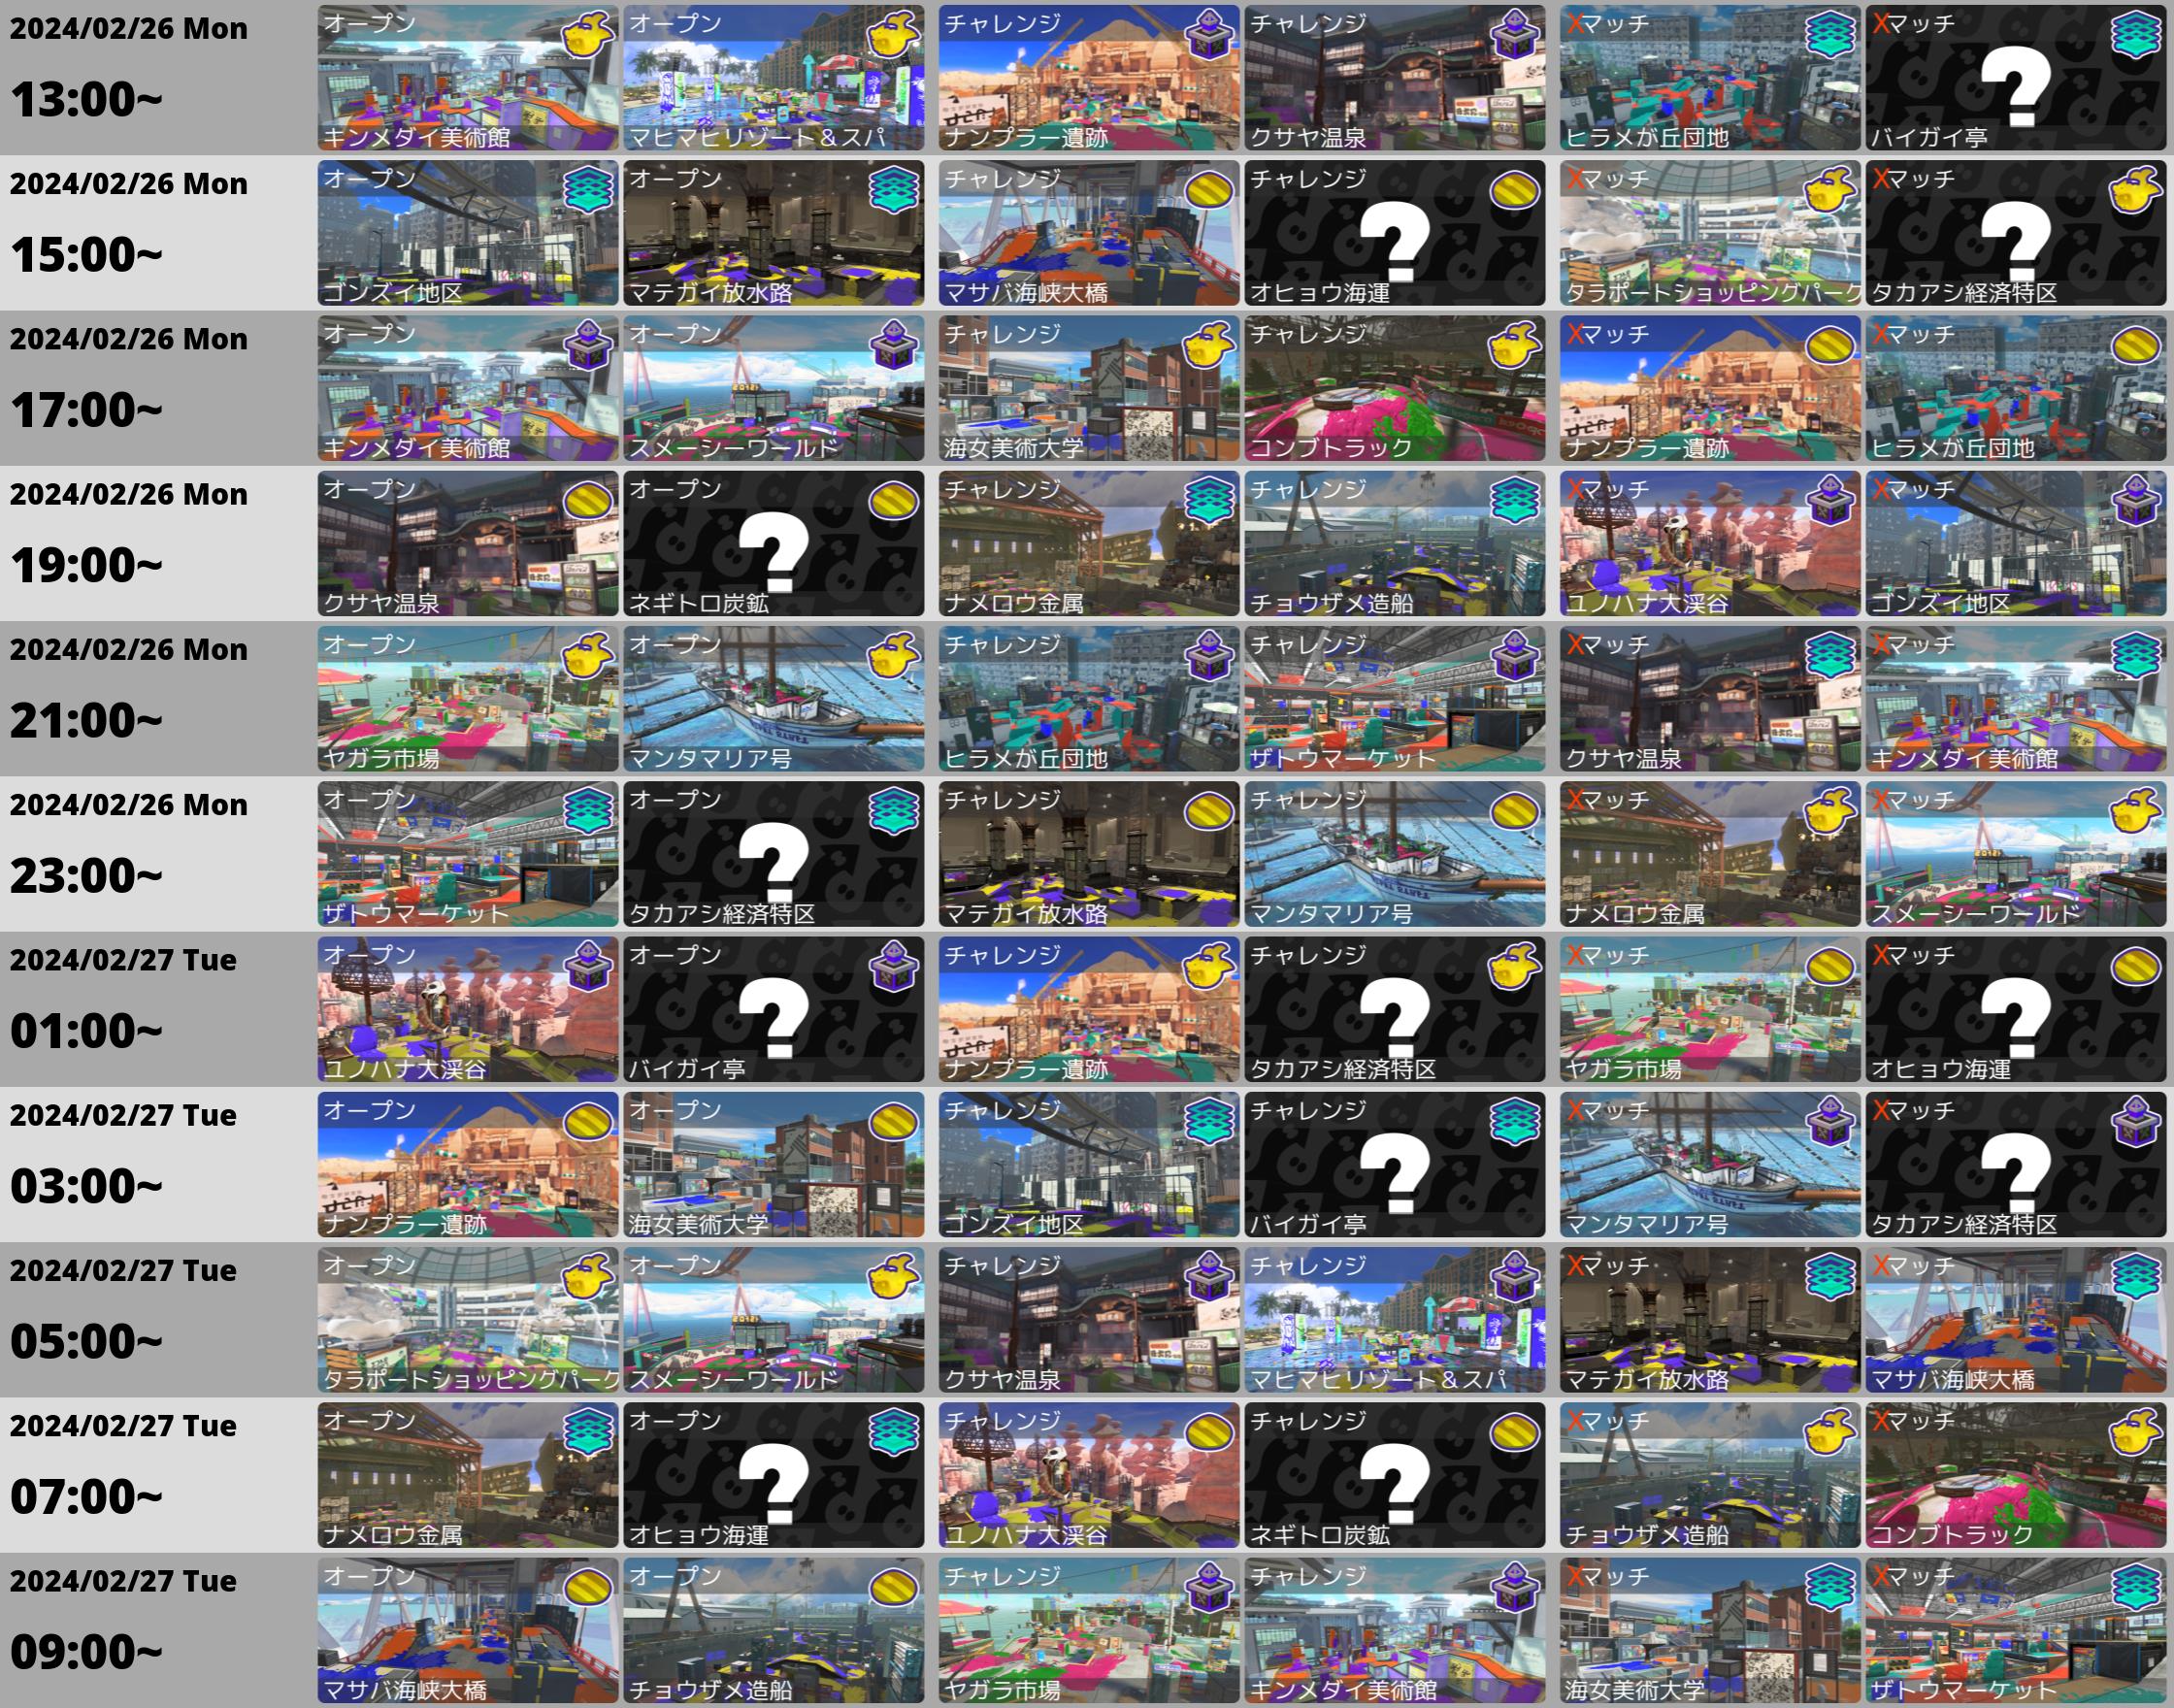 2024/02/26 Mon
13:00~
オープン オープン チャレンジ チャレンジ Xマッチ Xマッチ
キンメダイ美術館 マヒマヒリゾート＆スパ ナンプラー遺跡 クサヤ温泉 ヒラメが丘団地 バイガイ亭
2024/02/26 Mon
15:00~
オープン オープン チャレンジ チャレンジ Xマッチ Xマッチ
ゴンズイ地区 マテガイ放水路 マサバ海峡大橋 オヒョウ海運 タラポートショッピングパーク タカアシ経済特区
2024/02/26 Mon
17:00~
オープン オープン チャレンジ チャレンジ Xマッチ Xマッチ
キンメダイ美術館 スメーシーワールド 海女美術大学 コンブトラック ナンプラー遺跡 ヒラメが丘団地
2024/02/26 Mon
19:00~
オープン オープン チャレンジ チャレンジ Xマッチ Xマッチ
クサヤ温泉 ネギトロ炭鉱 ナメロウ金属 チョウザメ造船 ユノハナ大渓谷 ゴンズイ地区
2024/02/26 Mon
21:00~
オープン オープン チャレンジ チャレンジ Xマッチ Xマッチ
ヤガラ市場 マンタマリア号 ヒラメが丘団地 ザトウマーケット クサヤ温泉 キンメダイ美術館
2024/02/26 Mon
23:00~
オープン オープン チャレンジ チャレンジ Xマッチ Xマッチ
ザトウマーケット タカアシ経済特区 マテガイ放水路 マンタマリア号 ナメロウ金属 スメーシーワールド
2024/02/27 Tue
01:00~
オープン オープン チャレンジ チャレンジ Xマッチ Xマッチ
ユノハナ大渓谷 バイガイ亭 ナンプラー遺跡 タカアシ経済特区 ヤガラ市場 オヒョウ海運
2024/02/27 Tue
03:00~
オープン オープン チャレンジ チャレンジ Xマッチ Xマッチ
ナンプラー遺跡 海女美術大学 ゴンズイ地区 バイガイ亭 マンタマリア号 タカアシ経済特区
2024/02/27 Tue
05:00~
オープン オープン チャレンジ チャレンジ Xマッチ Xマッチ
タラポートショッピングパーク スメーシーワールド クサヤ温泉 マヒマヒリゾート＆スパ マテガイ放水路 マサバ海峡大橋
2024/02/27 Tue
07:00~
オープン オープン チャレンジ チャレンジ Xマッチ Xマッチ
ナメロウ金属 オヒョウ海運 ユノハナ大渓谷 ネギトロ炭鉱 チョウザメ造船 コンブトラック
2024/02/27 Tue
09:00~
オープン オープン チャレンジ チャレンジ Xマッチ Xマッチ
マサバ海峡大橋 チョウザメ造船 ヤガラ市場 キンメダイ美術館 海女美術大学 ザトウマーケット